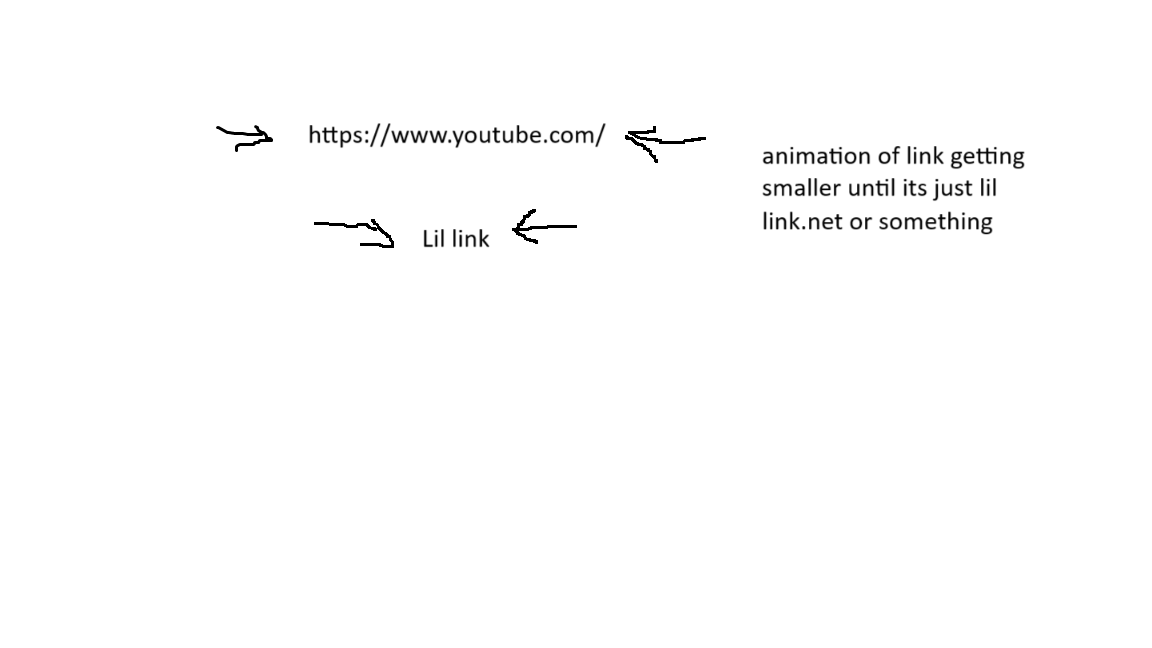 https://www.youtube.com/
animation of link getting
smaller until its just lil
link.net or something
Lil link